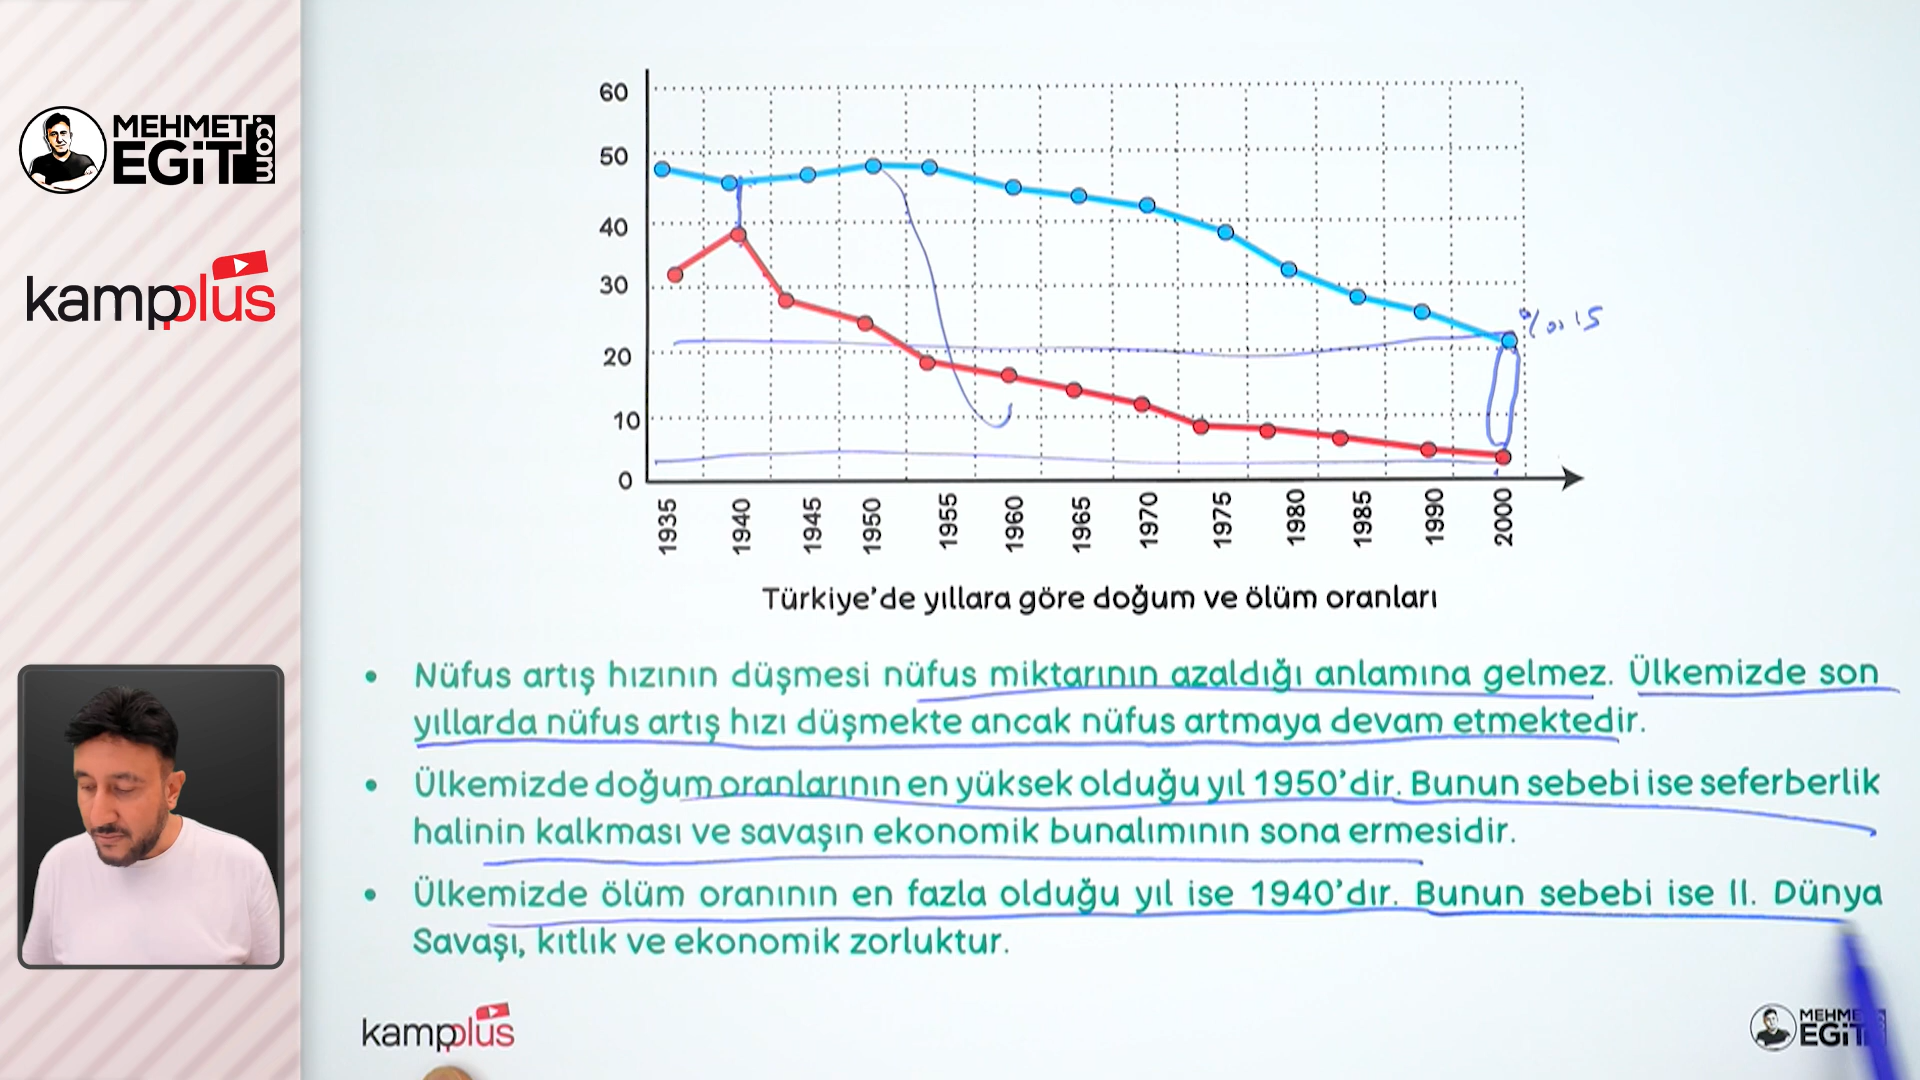 MEHMET
EGİT.com
kampplus
60
50
40
30
20
10
0
1935
1940
1945
1950
1955
1960
1965
1970
1975
1980
1985
1990
2000
Türkiye'de yıllara göre doğum ve ölüm oranları
• Nüfus artış hızının düşmesi nüfus miktarının azaldığı anlamına gelmez. Ülkemizde son
yıllarda nüfus artış hızı düşmekte ancak nüfus artmaya devam etmektedir.
• Ülkemizde doğum oranlarının en yüksek olduğu yıl 1950'dir. Bunun sebebi ise seferberlik
halinin kalkması ve savaşın ekonomik bunalımının sona ermesidir.
• Ülkemizde ölüm oranının en fazla olduğu yıl ise 1940'dır. Bunun sebebi ise II. Dünya
Savaşı, kıtlık ve ekonomik zorluktur.
kampplus